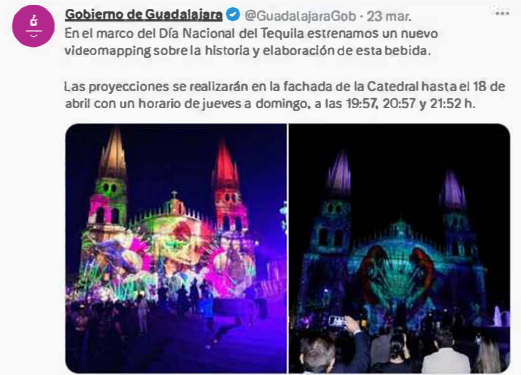 Gobierno de Guadalajara @GuadalajaraGob · 23 mar.
En el marco del Día Nacional del Tequila estrenamos un nuevo
videomapping sobre la historia y elaboración de esta bebida.
Las proyecciones se realizarán en la fachada de la Catedral hasta el 18 de
abril con un horario de jueves a domingo, a las 19:57, 20:57 y 21:52 h.